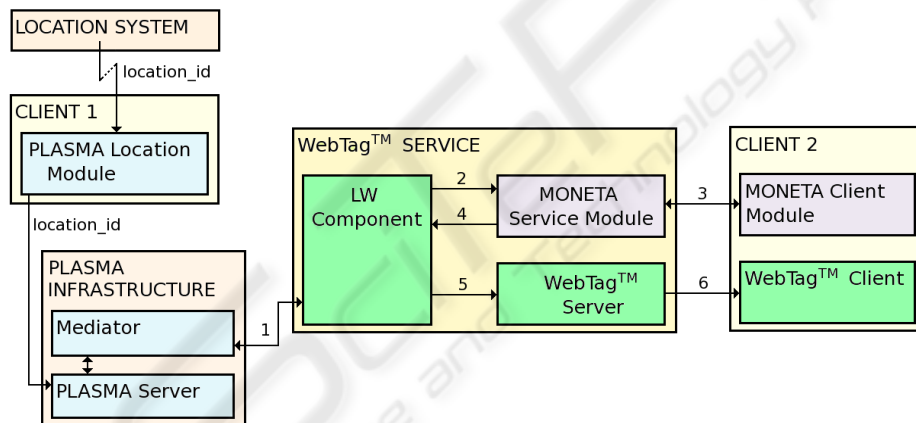 LOCATION SYSTEM
location_id
CLIENT 1
PLASMA Location
Module
location_id
PLASMA
INFRASTRUCTURE
Mediator
PLASMA Server
1
WebTag™ SERVICE
LW
Component
2
4
5
MONETA
Service Module
WebTag™
Server
3
6
CLIENT 2
MONETA Client
Module
WebTag™ Client